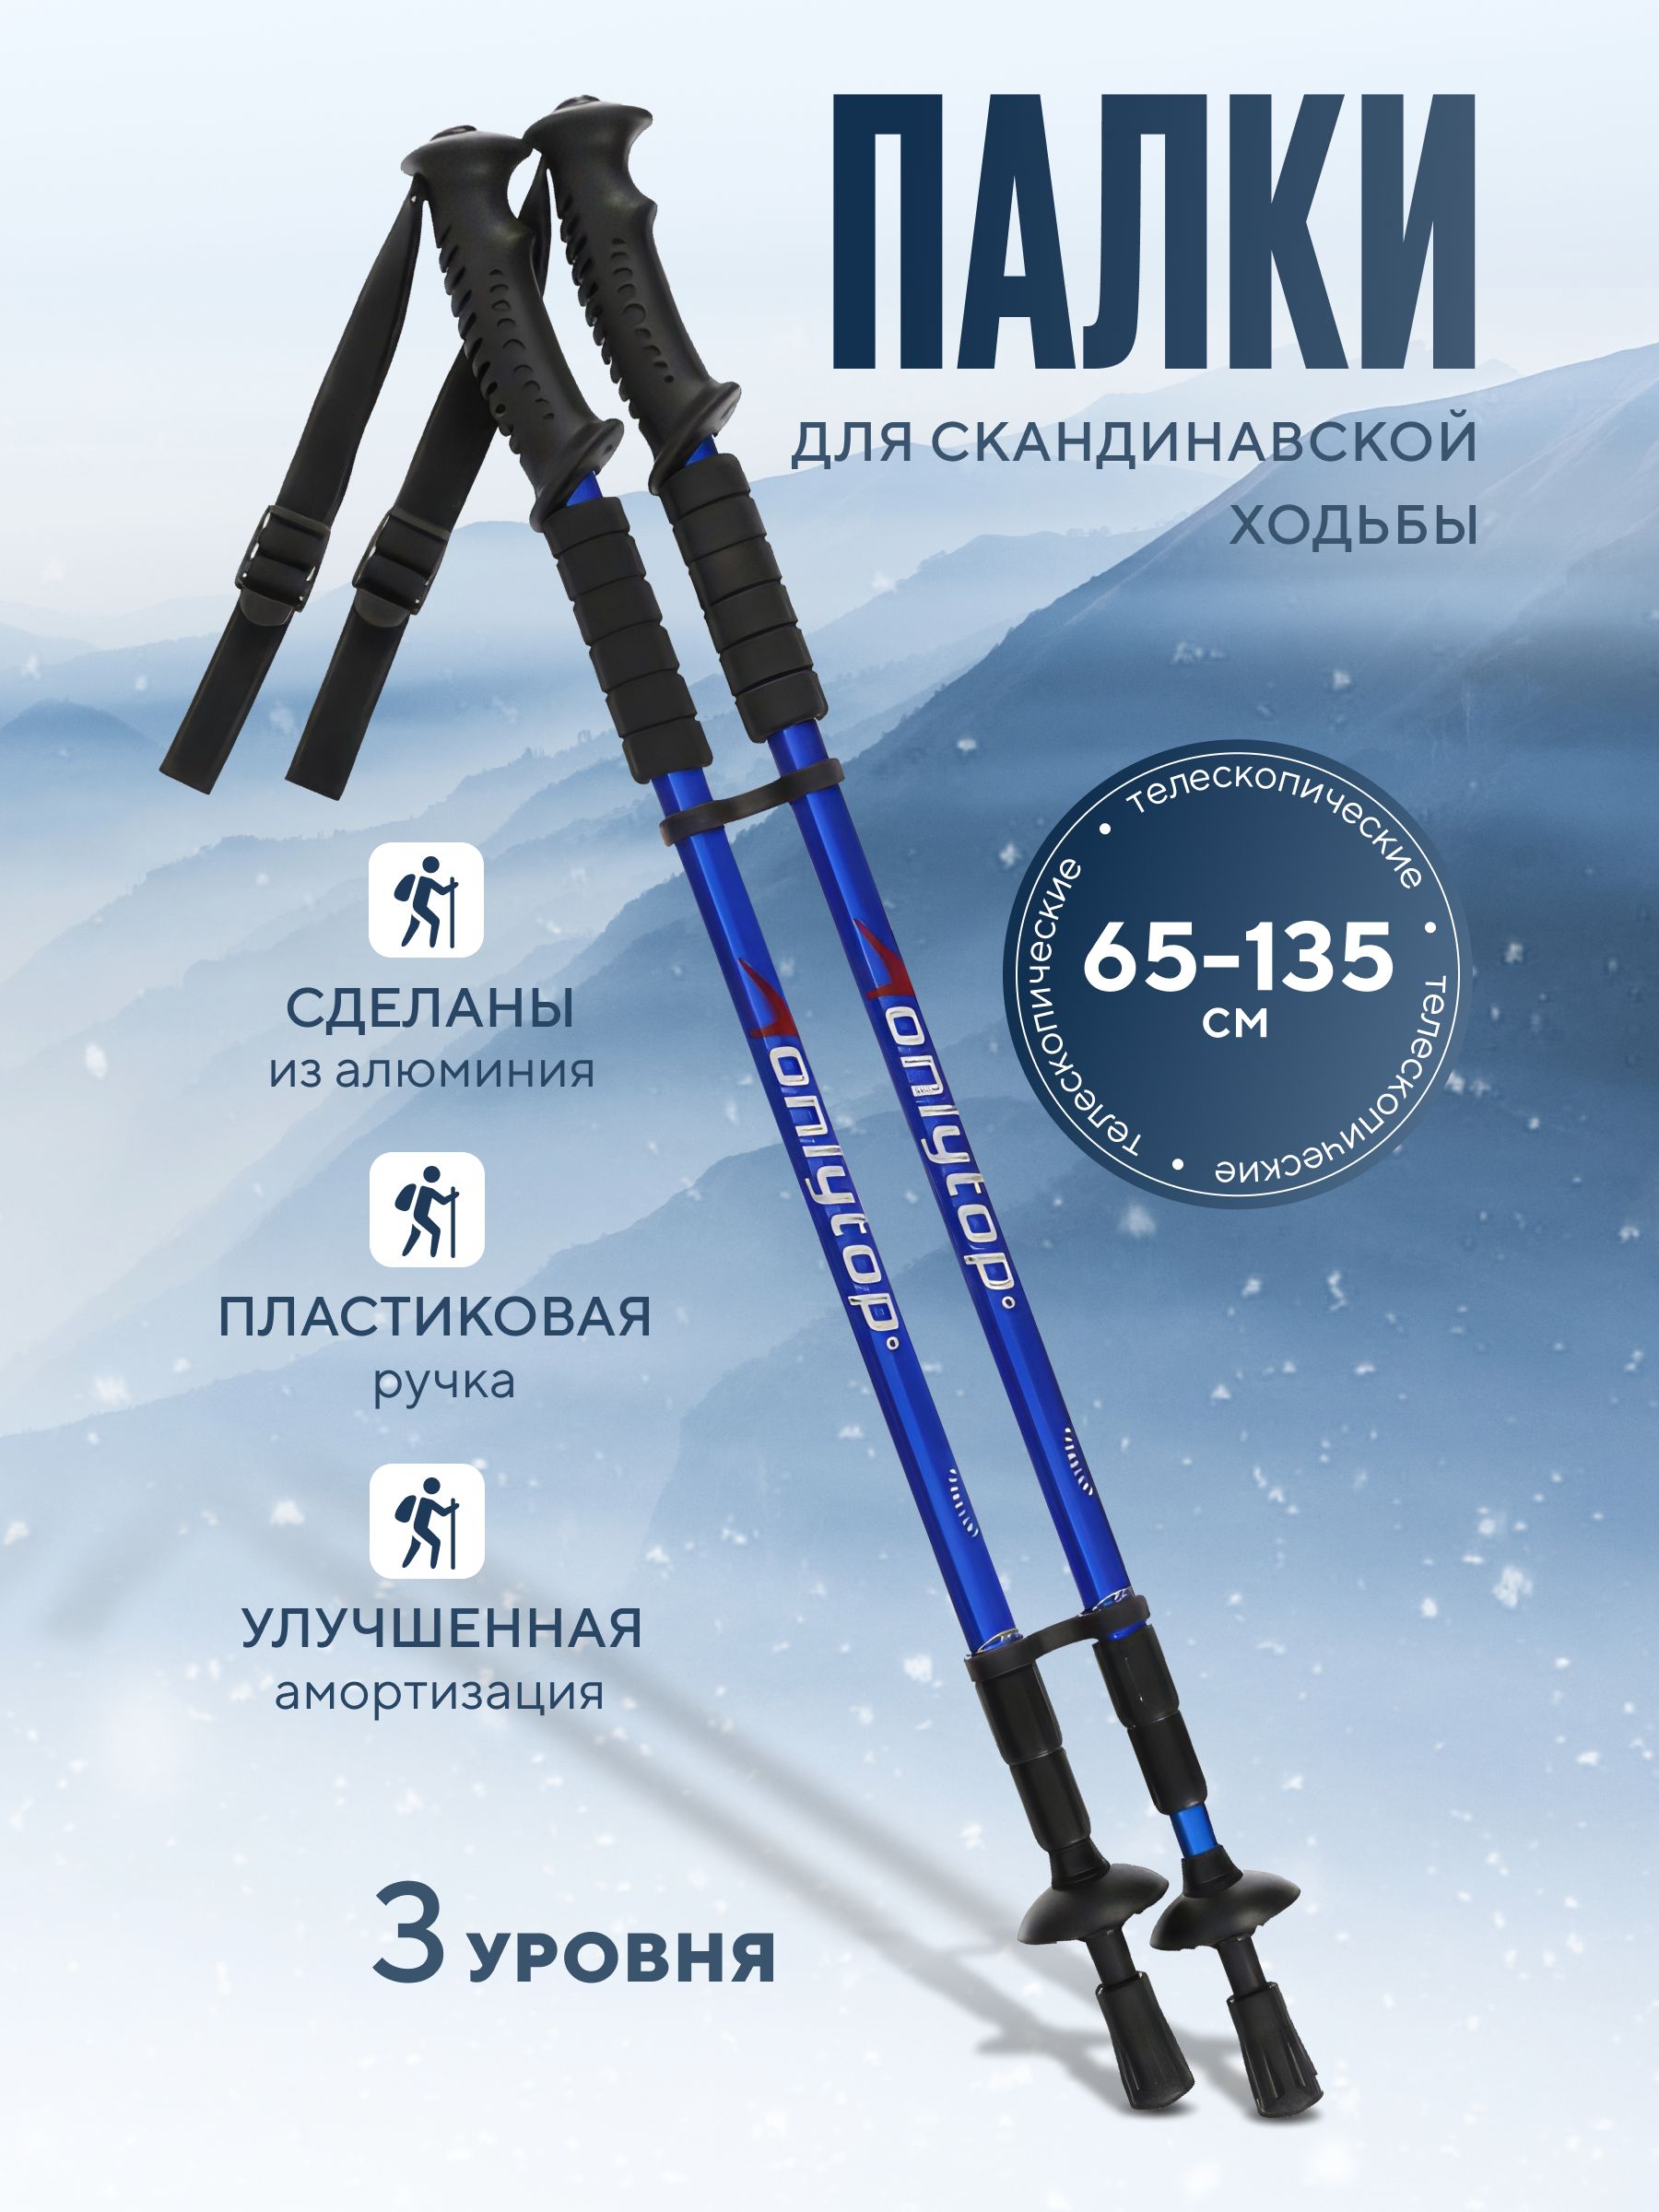 ПАЛКИ
ДЛЯ СКАНДИНАВСКОЙ
ХОДЬБЫ
телескопические • телескопические • телескопические •
65-135
см
СДЕЛАНЫ
из алюминия
ПЛАСТИКОВАЯ
ручка
УЛУЧШЕННАЯ
амортизация
onlytop
onlytop
3 УРОВНЯ